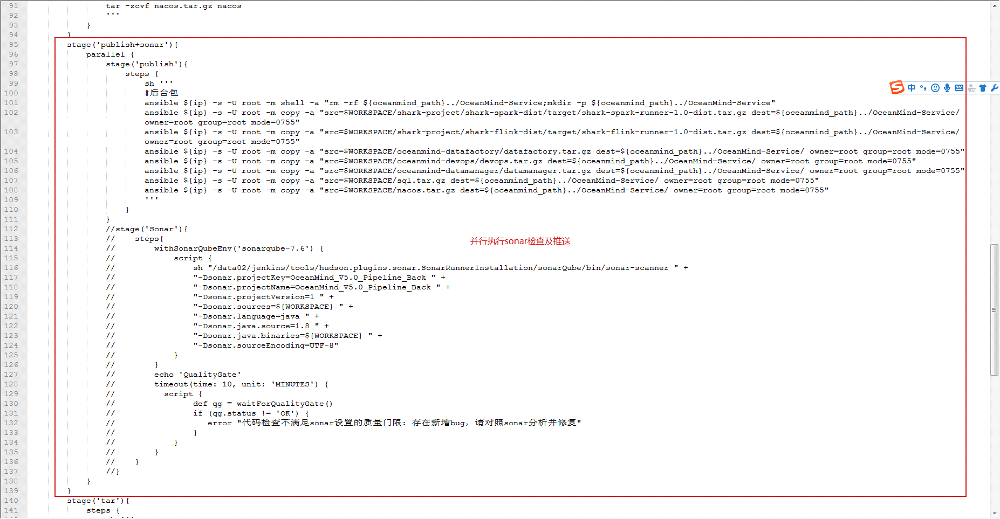 91 tar -zcvf nacos.tar.gz nacos
92 '''
93 }
94 }
95 stage('publish+sonar'){
96 parallel {
97 stage('publish'){
98 steps {
99 sh '''
100 #后台包
101 ansible ${ip} -s -U root -m shell -a "rm -rf ${oceanmind_path}../OceanMind-Service;mkdir -p ${oceanmind_path}../OceanMind-Service"
102 ansible ${ip} -s -U root -m copy -a "src=$WORKSPACE/shark-project/shark-spark-dist/target/shark-spark-runner-1.0-dist.tar.gz dest=${oceanmind_path}../OceanMind-Service/
owner=root group=root mode=0755"
103 ansible ${ip} -s -U root -m copy -a "src=$WORKSPACE/shark-project/shark-flink-dist/target/shark-flink-runner-1.0-dist.tar.gz dest=${oceanmind_path}../OceanMind-Service/
owner=root group=root mode=0755"
104 ansible ${ip} -s -U root -m copy -a "src=$WORKSPACE/oceanmind-datafactory/datafactory.tar.gz dest=${oceanmind_path}../OceanMind-Service/ owner=root group=root mode=0755"
105 ansible ${ip} -s -U root -m copy -a "src=$WORKSPACE/oceanmind-devops/devops.tar.gz dest=${oceanmind_path}../OceanMind-Service/ owner=root group=root mode=0755"
106 ansible ${ip} -s -U root -m copy -a "src=$WORKSPACE/oceanmind-datamanager/datamanager.tar.gz dest=${oceanmind_path}../OceanMind-Service/ owner=root group=root mode=0755"
107 ansible ${ip} -s -U root -m copy -a "src=$WORKSPACE/sql.tar.gz dest=${oceanmind_path}../OceanMind-Service/ owner=root group=root mode=0755"
108 ansible ${ip} -s -U root -m copy -a "src=$WORKSPACE/nacos.tar.gz dest=${oceanmind_path}../OceanMind-Service/ owner=root group=root mode=0755"
109 '''
110 }
111 }
112 //stage('Sonar'){
113 // steps{
并行执行sonar检查及推送
114 // withSonarQubeEnv('sonarqube-7.6') {
115 // script {
116 // sh "/data02/jenkins/tools/hudson.plugins.sonar.SonarRunnerInstallation/sonarQube/bin/sonar-scanner " +
117 // "-Dsonar.projectKey=OceanMind_V5.0_Pipeline_Back " +
118 // "-Dsonar.projectName=OceanMind_V5.0_Pipeline_Back " +
119 // "-Dsonar.projectVersion=1 " +
120 // "-Dsonar.sources=${WORKSPACE} " +
121 // "-Dsonar.language=java " +
122 // "-Dsonar.java.source=1.8 " +
123 // "-Dsonar.java.binaries=${WORKSPACE} " +
124 // "-Dsonar.sourceEncoding=UTF-8"
125 // }
126 // }
127 // echo 'QualityGate'
128 // timeout(time: 10, unit: 'MINUTES') {
129 // script {
130 // def qg = waitForQualityGate()
131 // if (qg.status != 'OK') {
132 // error "代码检查不满足sonar设置的质量门限：存在新增bug，请对照sonar分析并修复"
133 // }
134 // }
135 // }
136 // }
137 //}
138 }
139 }
140 stage('tar'){
141 steps {
S 中